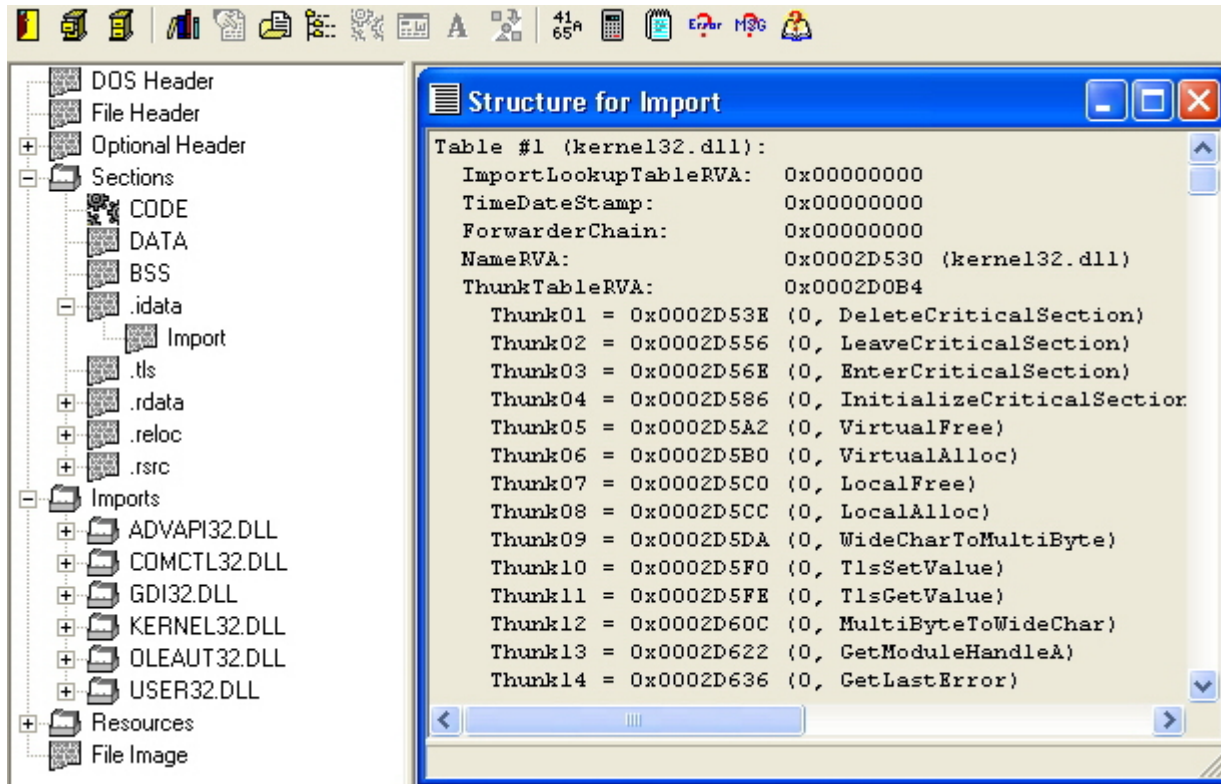 41
65A
Error
MSG
DOS Header
File Header
Optional Header
Sections
CODE
DATA
BSS
.idata
Import
.tls
.rdata
.reloc
.rsrc
Imports
ADVAPI32.DLL
COMCTL32.DLL
GDI32.DLL
KERNEL32.DLL
OLEAUT32.DLL
USER32.DLL
Resources
File Image
Structure for Import
Table #1 (kernel32.dll):
ImportLookupTableRVA: 0x00000000
TimeDateStamp: 0x00000000
ForwarderChain: 0x00000000
NameRVA: 0x0002D530 (kernel32.dll)
ThunkTableRVA: 0x0002D0B4
Thunk01 = 0x0002D53E (0, DeleteCriticalSection)
Thunk02 = 0x0002D556 (0, LeaveCriticalSection)
Thunk03 = 0x0002D56E (0, EnterCriticalSection)
Thunk04 = 0x0002D586 (0, InitializeCriticalSection
Thunk05 = 0x0002D5A2 (0, VirtualFree)
Thunk06 = 0x0002D5B0 (0, VirtualAlloc)
Thunk07 = 0x0002D5C0 (0, LocalFree)
Thunk08 = 0x0002D5CC (0, LocalAlloc)
Thunk09 = 0x0002D5DA (0, WideCharToMultiByte)
Thunk10 = 0x0002D5F0 (0, TlsSetValue)
Thunk11 = 0x0002D5FE (0, TlsGetValue)
Thunk12 = 0x0002D60C (0, MultiByteToWideChar)
Thunk13 = 0x0002D622 (0, GetModuleHandleA)
Thunk14 = 0x0002D636 (0, GetLastError)